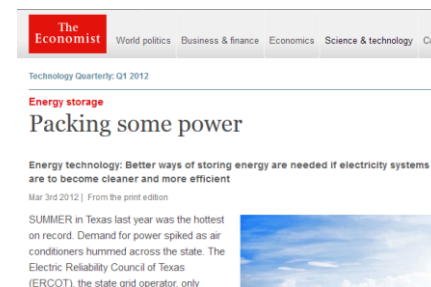 The
Economist
World politics Business & finance Economics Science & technology
Technology Quarterly: Q1 2012
Energy storage
Packing some power
Energy technology: Better ways of storing energy are needed if electricity systems
are to become cleaner and more efficient
Mar 3rd 2012 | From the print edition
SUMMER in Texas last year was the hottest
on record. Demand for power spiked as air
conditioners hummed across the state. The
Electric Reliability Council of Texas
(ERCOT), the state grid operator, only